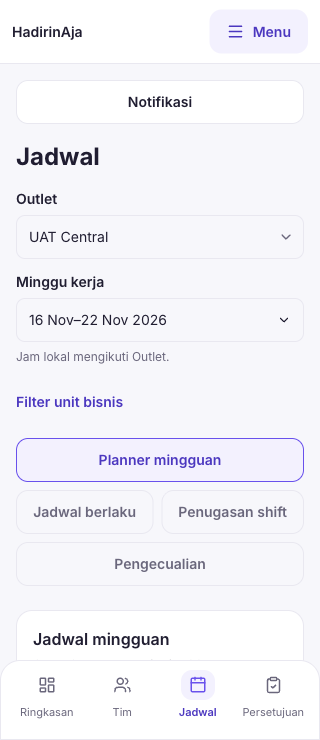 HadirinAja
Menu
Notifikasi
Jadwal
Outlet
UAT Central
Minggu kerja
16 Nov–22 Nov 2026
Jam lokal mengikuti Outlet.
Filter unit bisnis
Planner mingguan
Jadwal berlaku
Penugasan shift
Pengecualian
Jadwal mingguan
Ringkasan
Tim
Jadwal
Persetujuan